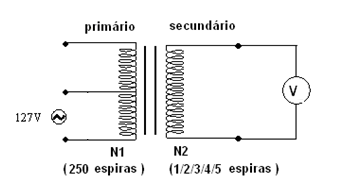 primário secundário
127V
V
N1 N2
(250 espiras) (1/2/3/4/5 espiras)